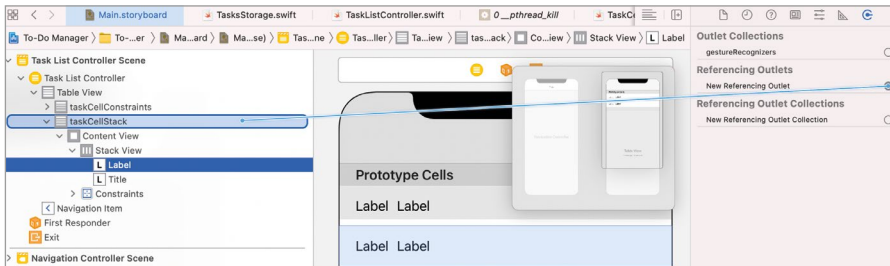 Main.storyboard
TasksStorage.swift
TaskListController.swift
0 __pthread_kill
TaskC
To-Do Manager
To-...er
Ma...ard
Ma...se)
Tas...ne
Tas...ller)
Ta...iew
tas...ack)
Co...iew
Stack View
L Label
Task List Controller Scene
Task List Controller
Table View
taskCellConstraints
taskCellStack
Content View
Stack View
L Label
L Title
Constraints
Navigation Item
First Responder
Exit
Navigation Controller Scene
Prototype Cells
Label Label
Label Label
Outlet Collections
gestureRecognizers
Referencing Outlets
New Referencing Outlet
Referencing Outlet Collections
New Referencing Outlet Collection